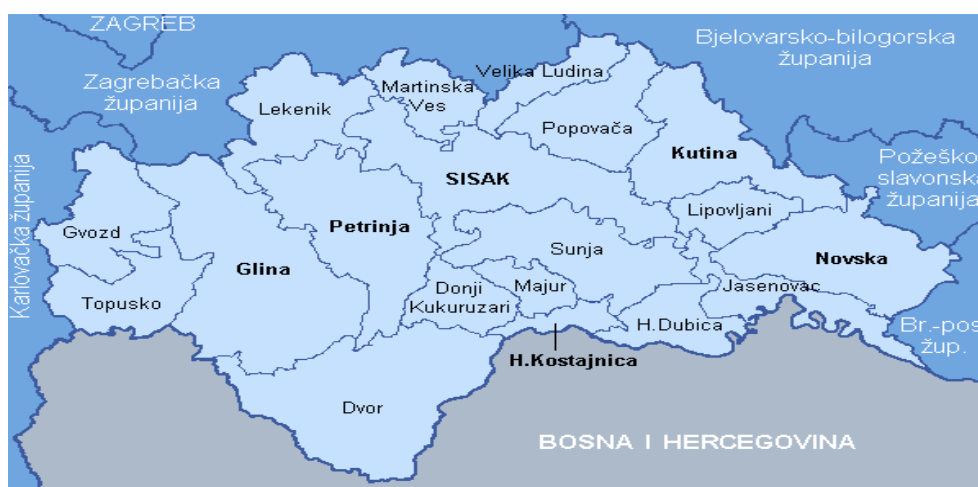 ZAGREB
Bjelovarsko-bilogorska
županija
Zagrebačka
županija
Velika Ludina
Martinska
Ves
Lekenik
Popovača
Kutina
Požeško-
slavonska
županija
SISAK
Karlovačka županija
Lipovljani
Petrinja
Gvozd
Sunja
Novska
Glina
Topusko
Donji
Kukuruzari
Majur
Jasenovac
H.Dubica
Br.-pos
žup.
H.Kostajnica
Dvor
BOSNA I HERCEGOVINA